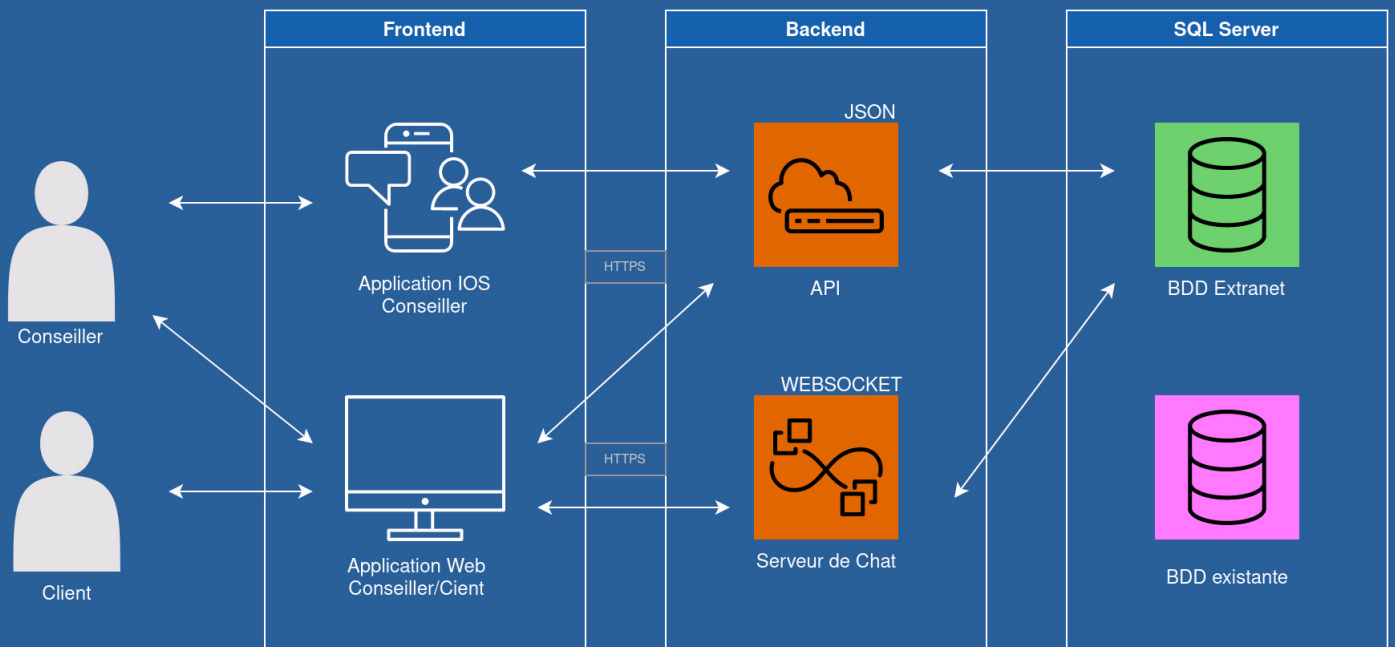 Frontend
Backend
SQL Server
JSON
HTTPS
Application IOS
Conseiller
API
BDD Extranet
Conseiller
WEBSOCKET
HTTPS
Application Web
Conseiller/Cient
Serveur de Chat
BDD existante
Client